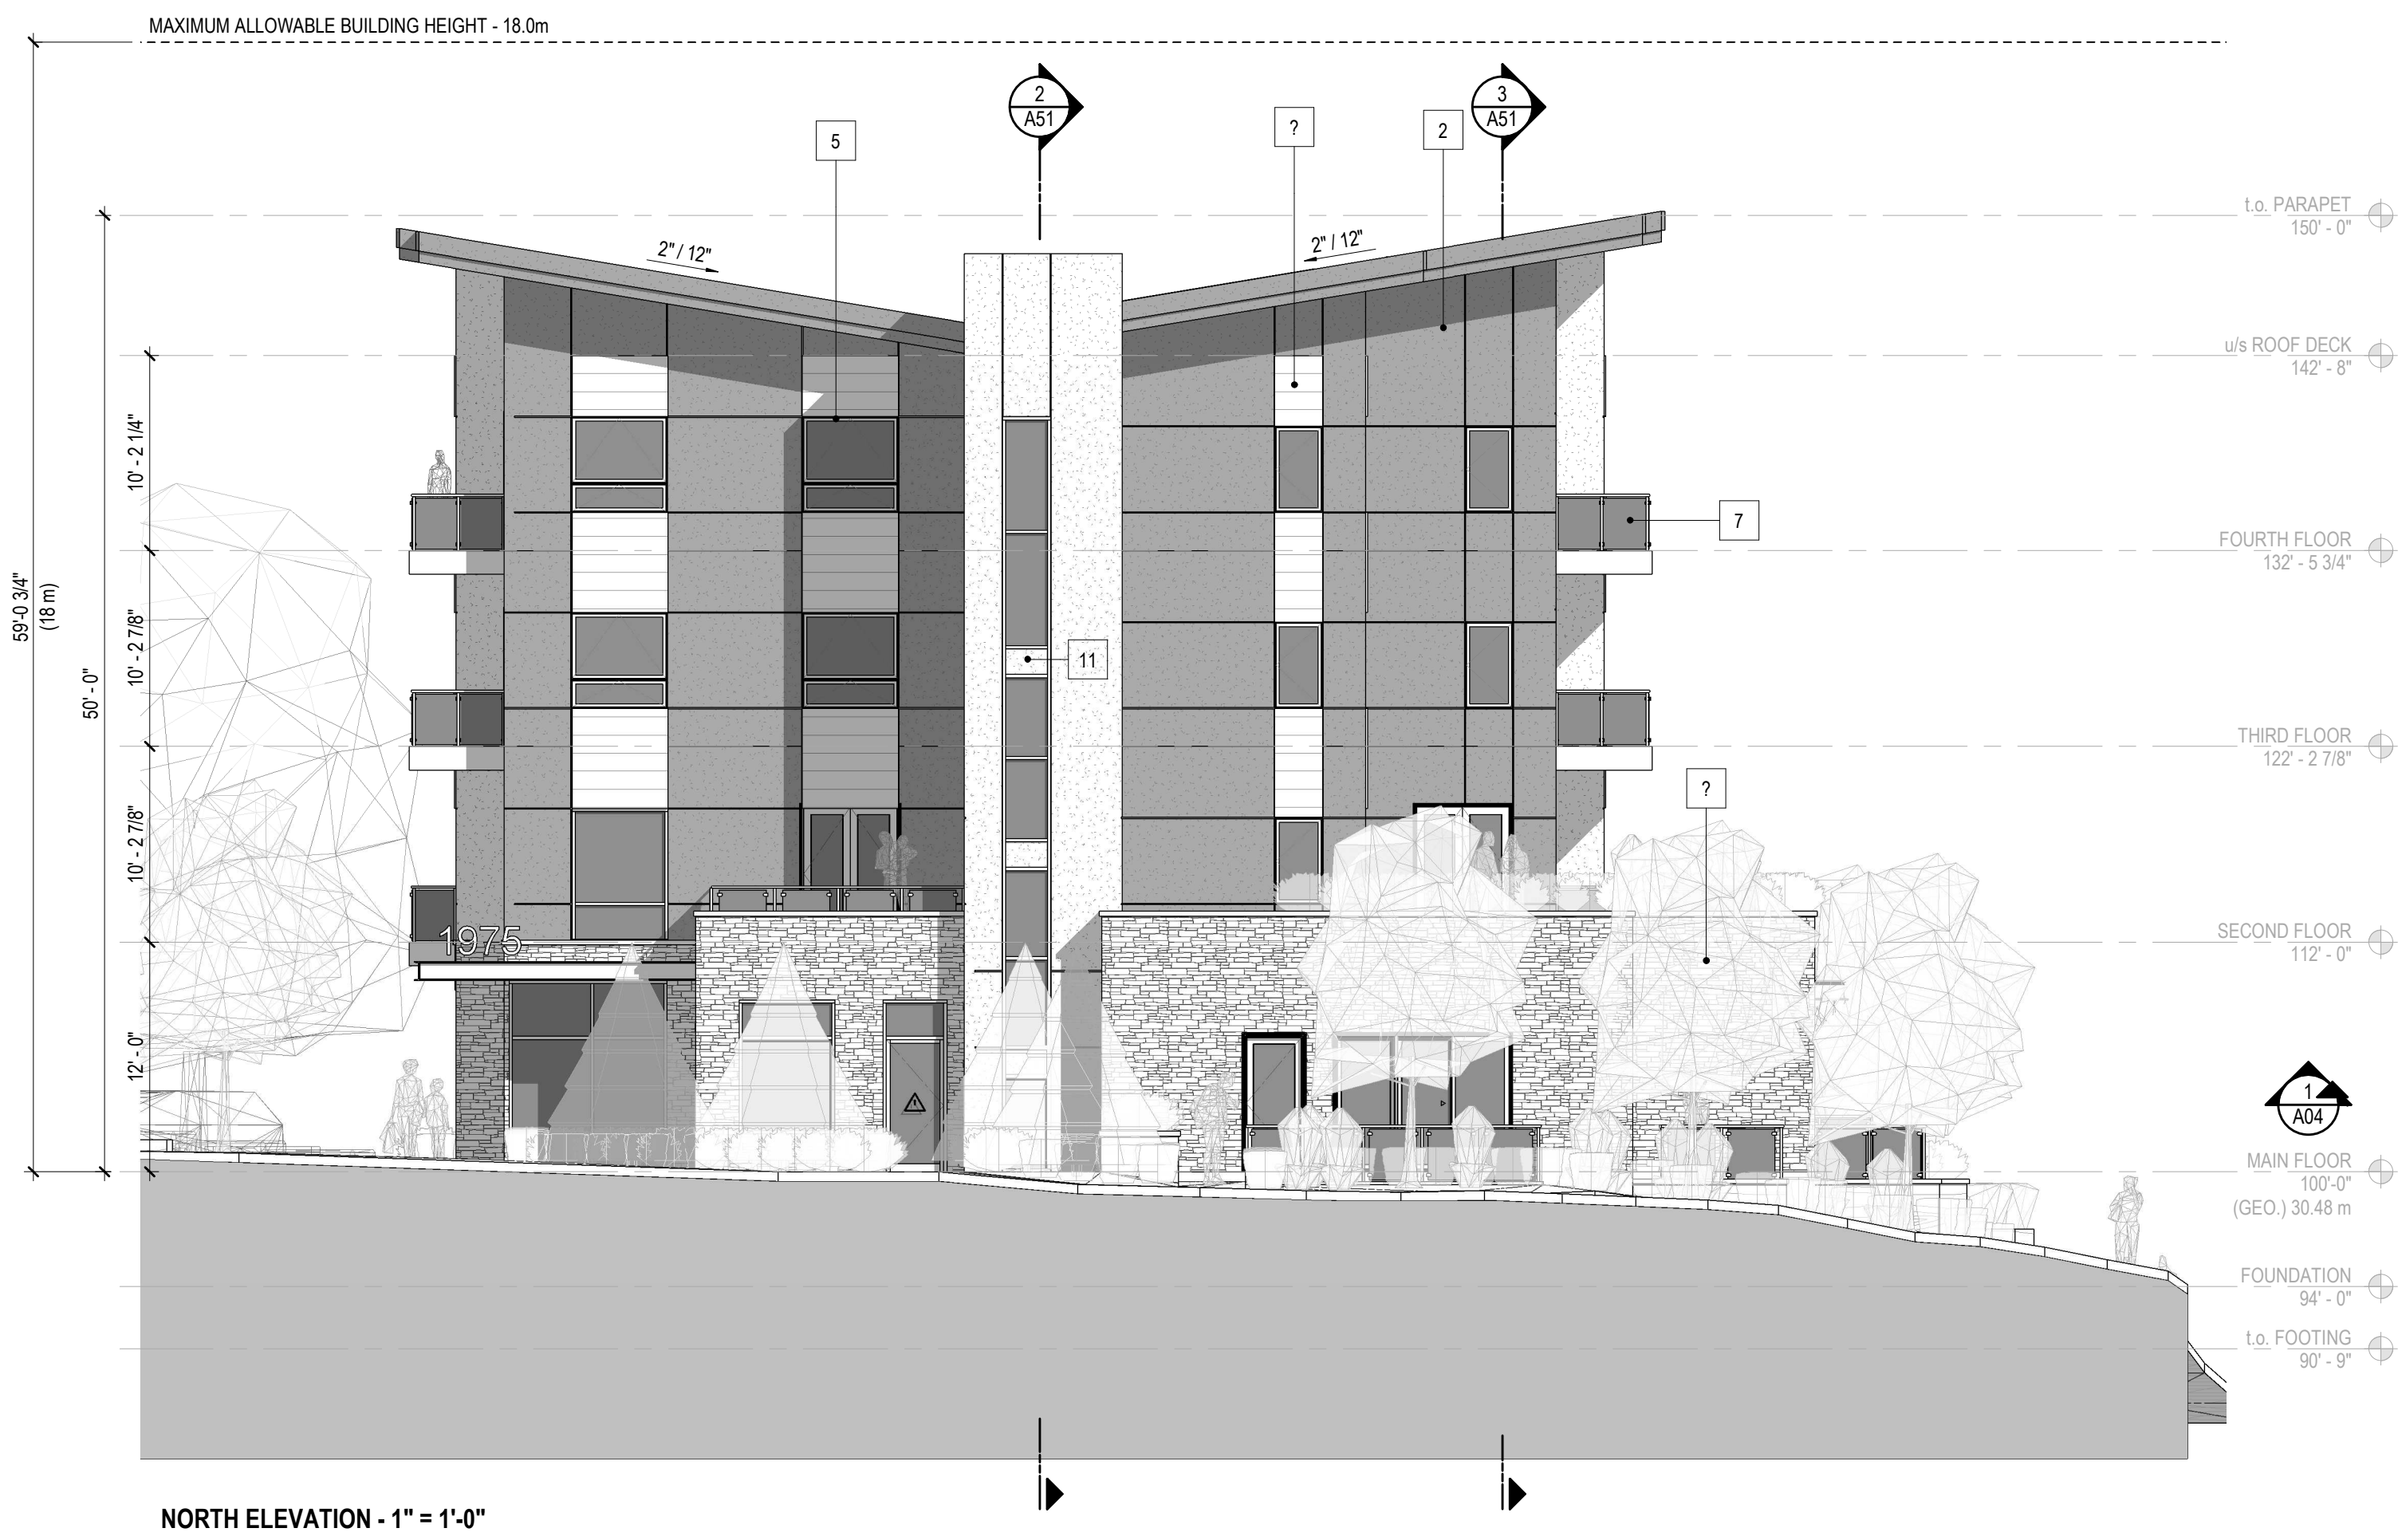 MAXIMUM ALLOWABLE BUILDING HEIGHT - 18.0m
2
A51
3
A51
5
?
2
t.o. PARAPET
150' - 0"
2" / 12"
2" / 12"
u/s ROOF DECK
142' - 8"
10' - 2 1/4"
7
FOURTH FLOOR
132' - 5 3/4"
59'-0 3/4"
(18 m)
50' - 0"
10' - 2 7/8"
11
THIRD FLOOR
122' - 2 7/8"
?
10' - 2 7/8"
1975
SECOND FLOOR
112' - 0"
12' - 0"
1
A04
MAIN FLOOR
100'-0"
(GEO.) 30.48 m
FOUNDATION
94' - 0"
t.o. FOOTING
90' - 9"
NORTH ELEVATION - 1" = 1'-0"